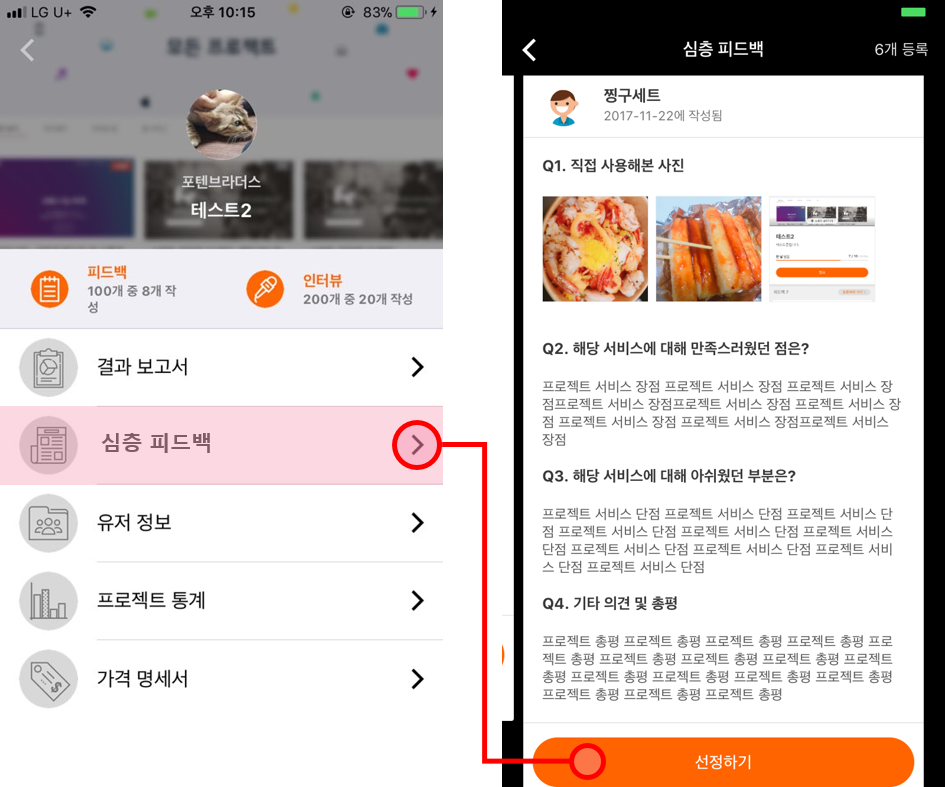 LG U+
오후 10:15
83%
모든 프로젝트
포텐브라더스
테스트2
피드백
100개 중 8개 작
성
인터뷰
200개 중 20개 작성
결과 보고서
심층 피드백
유저 정보
프로젝트 통계
가격 명세서
심층 피드백
6개 등록
찡구세트
2017-11-22에 작성됨
Q1. 직접 사용해본 사진
테스트2
Q2. 해당 서비스에 대해 만족스러웠던 점은?
프로젝트 서비스 장점 프로젝트 서비스 장점 프로젝트 서비스 장
점프로젝트 서비스 장점프로젝트 서비스 장점 프로젝트 서비스 장
점 프로젝트 서비스 장점 프로젝트 서비스 장점프로젝트 서비스
장점
Q3. 해당 서비스에 대해 아쉬웠던 부분은?
프로젝트 서비스 단점 프로젝트 서비스 단점 프로젝트 서비스 단
점 프로젝트 서비스 단점 프로젝트 서비스 단점 프로젝트 서비스
단점 프로젝트 서비스 단점 프로젝트 서비스 단점 프로젝트 서비
스 단점 프로젝트 서비스 단점
Q4. 기타 의견 및 총평
프로젝트 총평 프로젝트 총평 프로젝트 총평 프로젝트 총평 프로
젝트 총평 프로젝트 총평 프로젝트 총평 프로젝트 총평 프로젝트
총평 프로젝트 총평 프로젝트 총평 프로젝트 총평 프로젝트 총평
프로젝트 총평 프로젝트 총평 프로젝트 총평
선정하기